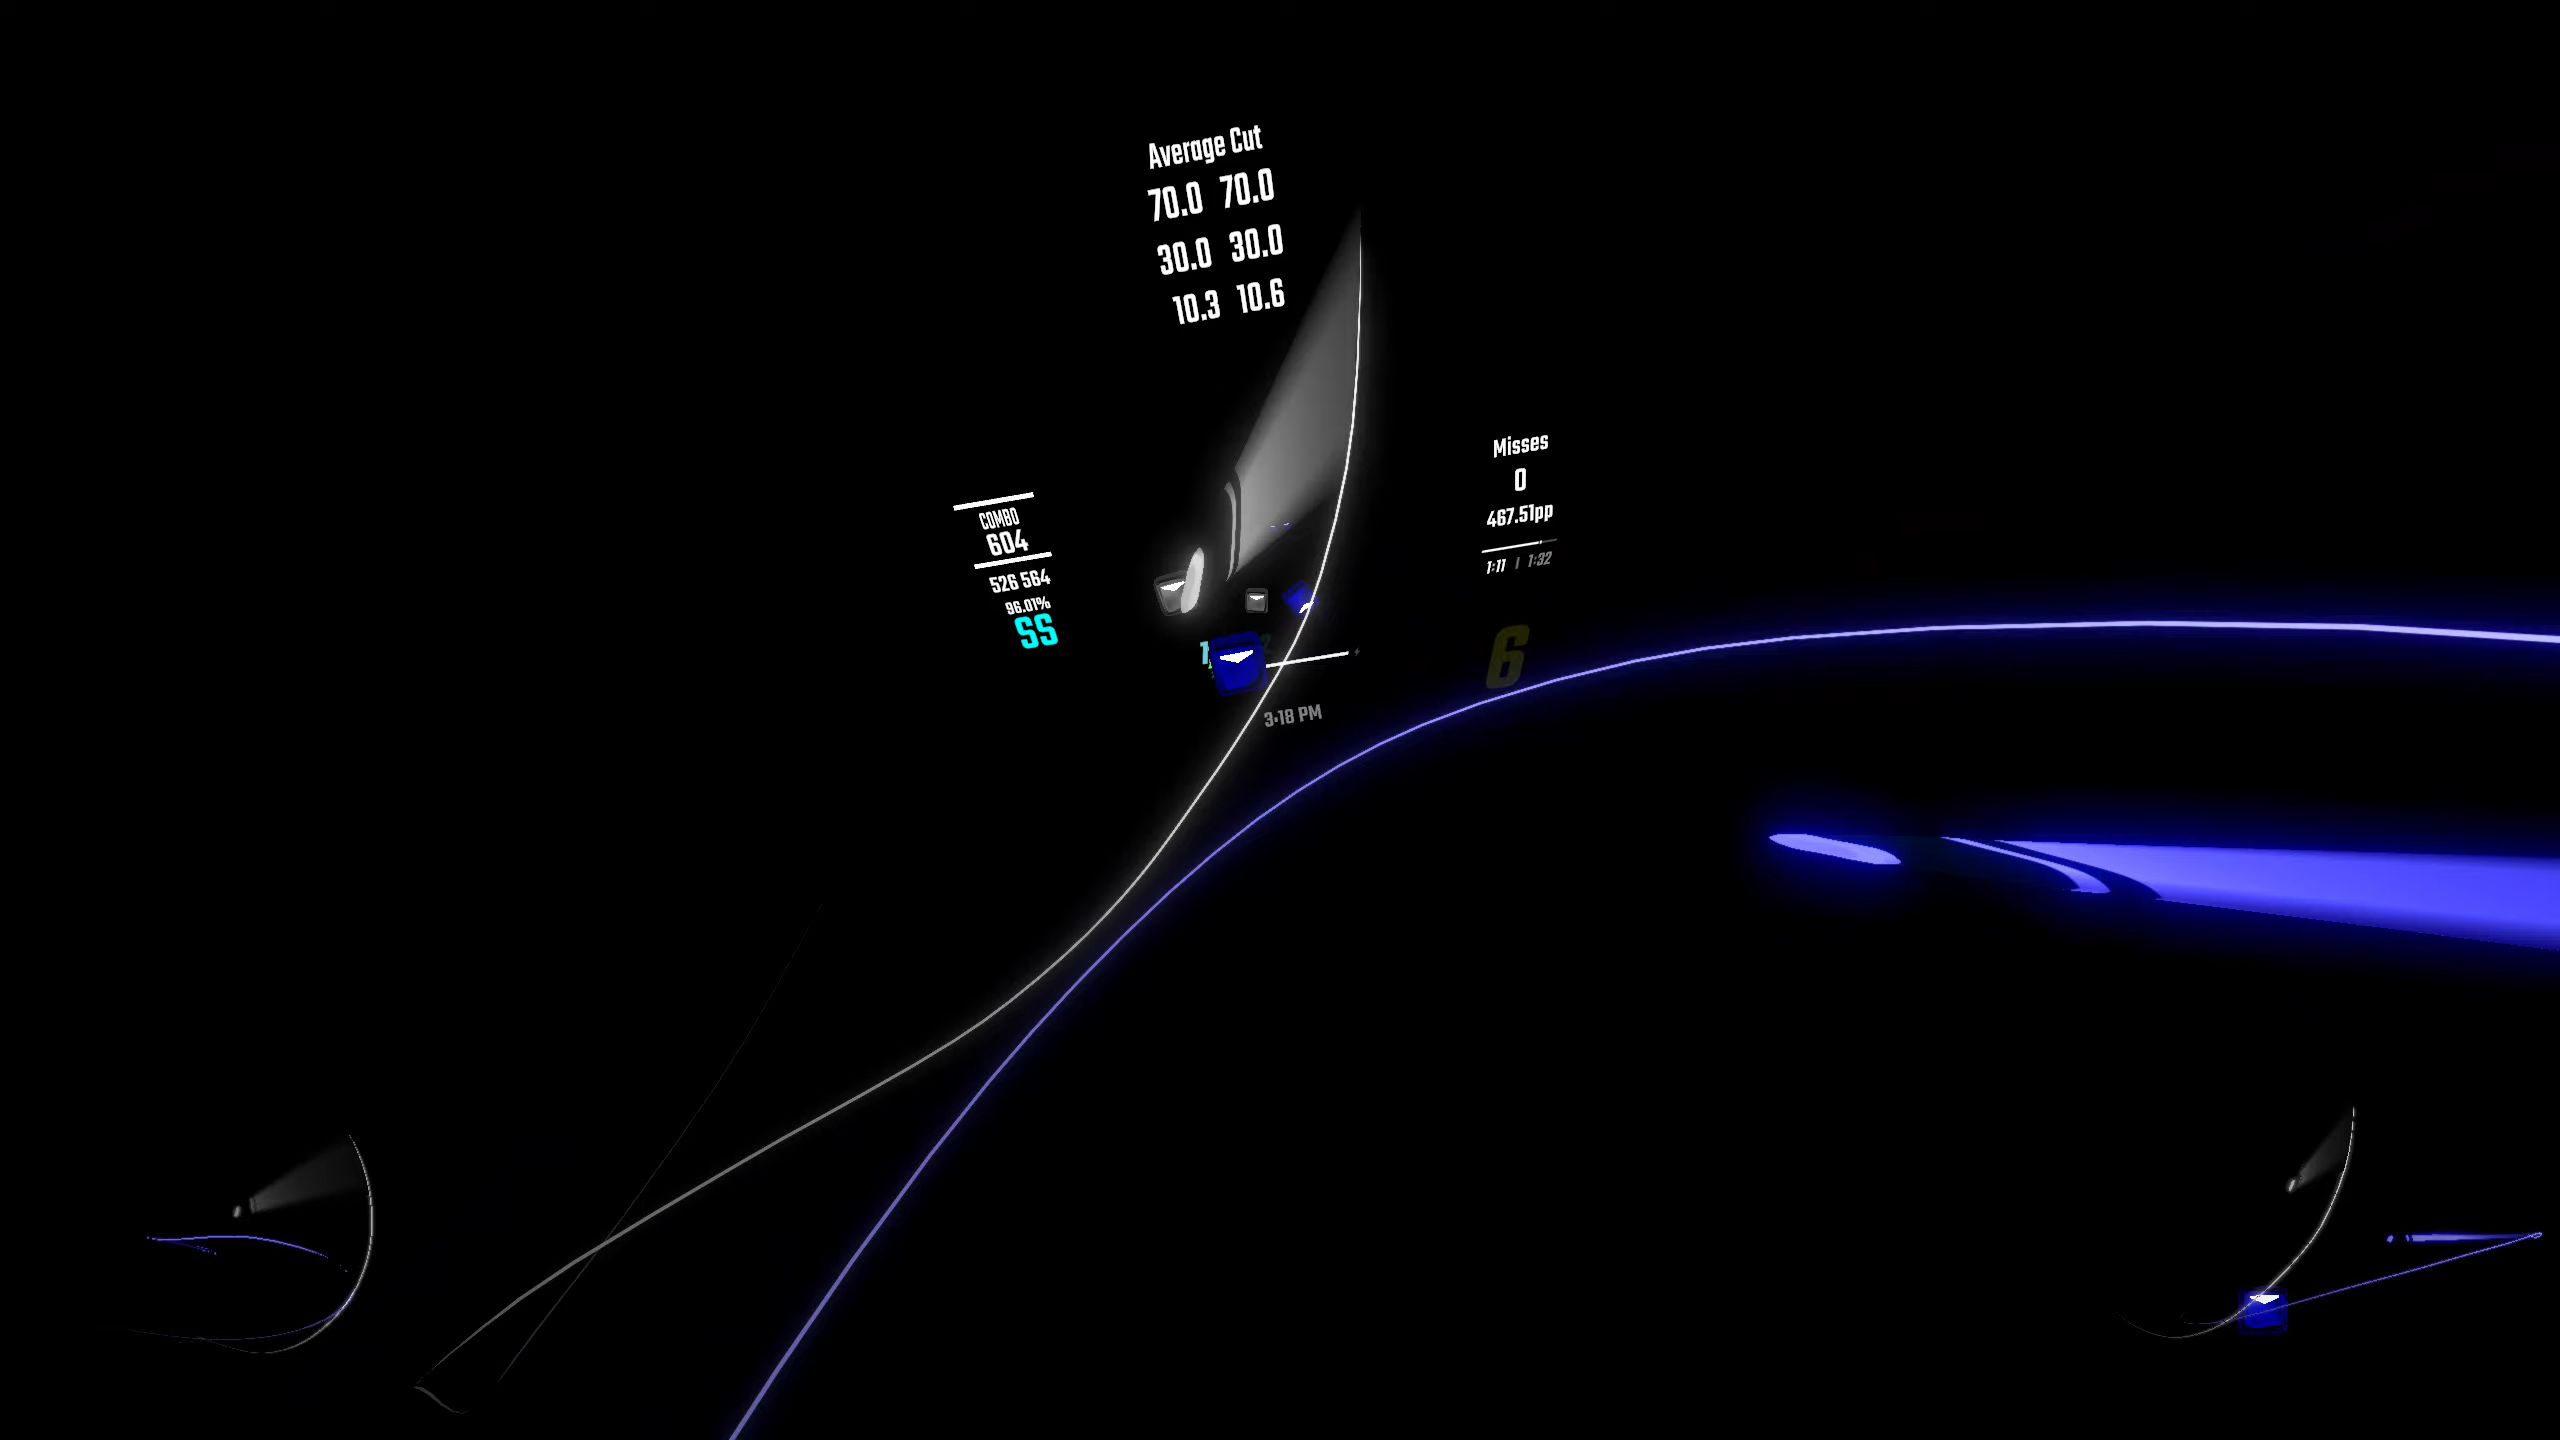 Average Cut
70.0 70.0
30.0 30.0
10.3 10.6
COMBO
604
526 564
96.01%
SS
Misses
0
467.51pp
1:11 | 1:32
6
3:18 PM